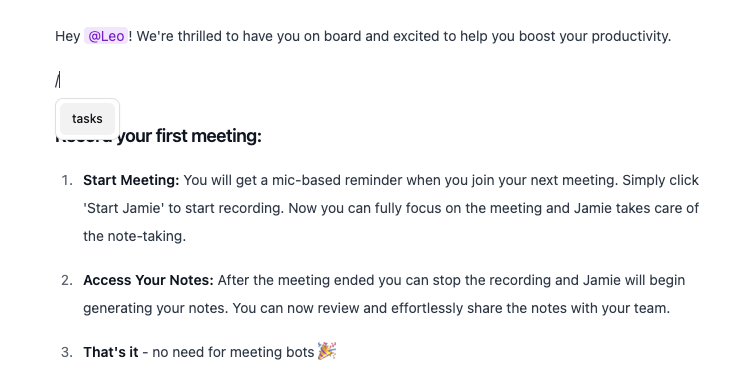 Hey @Leo! We're thrilled to have you on board and excited to help you boost your productivity.
/
tasks
Record your first meeting:
1. Start Meeting: You will get a mic-based reminder when you join your next meeting. Simply click
'Start Jamie' to start recording. Now you can fully focus on the meeting and Jamie takes care of
the note-taking.
2. Access Your Notes: After the meeting ended you can stop the recording and Jamie will begin
generating your notes. You can now review and effortlessly share the notes with your team.
3. That's it - no need for meeting bots 🎉